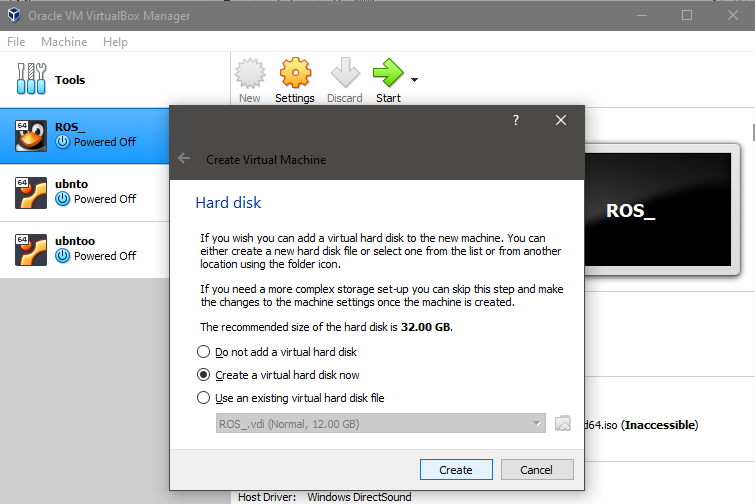 Oracle VM VirtualBox Manager
File Machine Help
Tools
New Settings Discard Start
64
ROS_
Powered Off
64
ubnto
Powered Off
64
ubntoo
Powered Off
?
Create Virtual Machine
Hard disk
If you wish you can add a virtual hard disk to the new machine. You can
either create a new hard disk file or select one from the list or from another
location using the folder icon.
If you need a more complex storage set-up you can skip this step and make
the changes to the machine settings once the machine is created.
The recommended size of the hard disk is 32.00 GB.
Do not add a virtual hard disk
Create a virtual hard disk now
Use an existing virtual hard disk file
ROS_.vdi (Normal, 12.00 GB)
Create Cancel
ROS_
d64.iso (Inaccessible)
Host Driver: Windows DirectSound